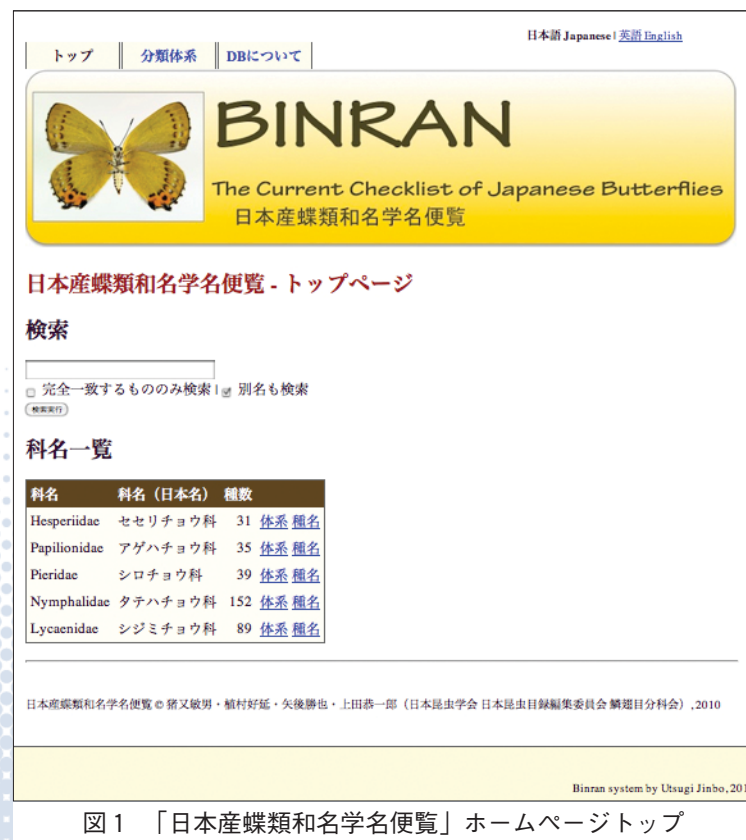 日本語 Japanese | 英語 English
トップ 分類体系 DBについて
BINRAN
The Current Checklist of Japanese Butterflies
日本産蝶類和名学名便覧
日本産蝶類和名学名便覧 - トップページ
検索
完全一致するもののみ検索 | 別名も検索
検索実行
科名一覧
科名 科名（日本名） 種数
Hesperiidae セセリチョウ科 31 体系 種名
Papilionidae アゲハチョウ科 35 体系 種名
Pieridae シロチョウ科 39 体系 種名
Nymphalidae タテハチョウ科 152 体系 種名
Lycaenidae シジミチョウ科 89 体系 種名
日本産蝶類和名学名便覧 © 猪又敏男・植村好延・矢後勝也・上田恭一郎（日本昆虫学会 日本昆虫目録編集委員会 鱗翅目分科会）, 2010
Binran system by Utsugi Jinbo,
図1 「日本産蝶類和名学名便覧」ホームページトップ